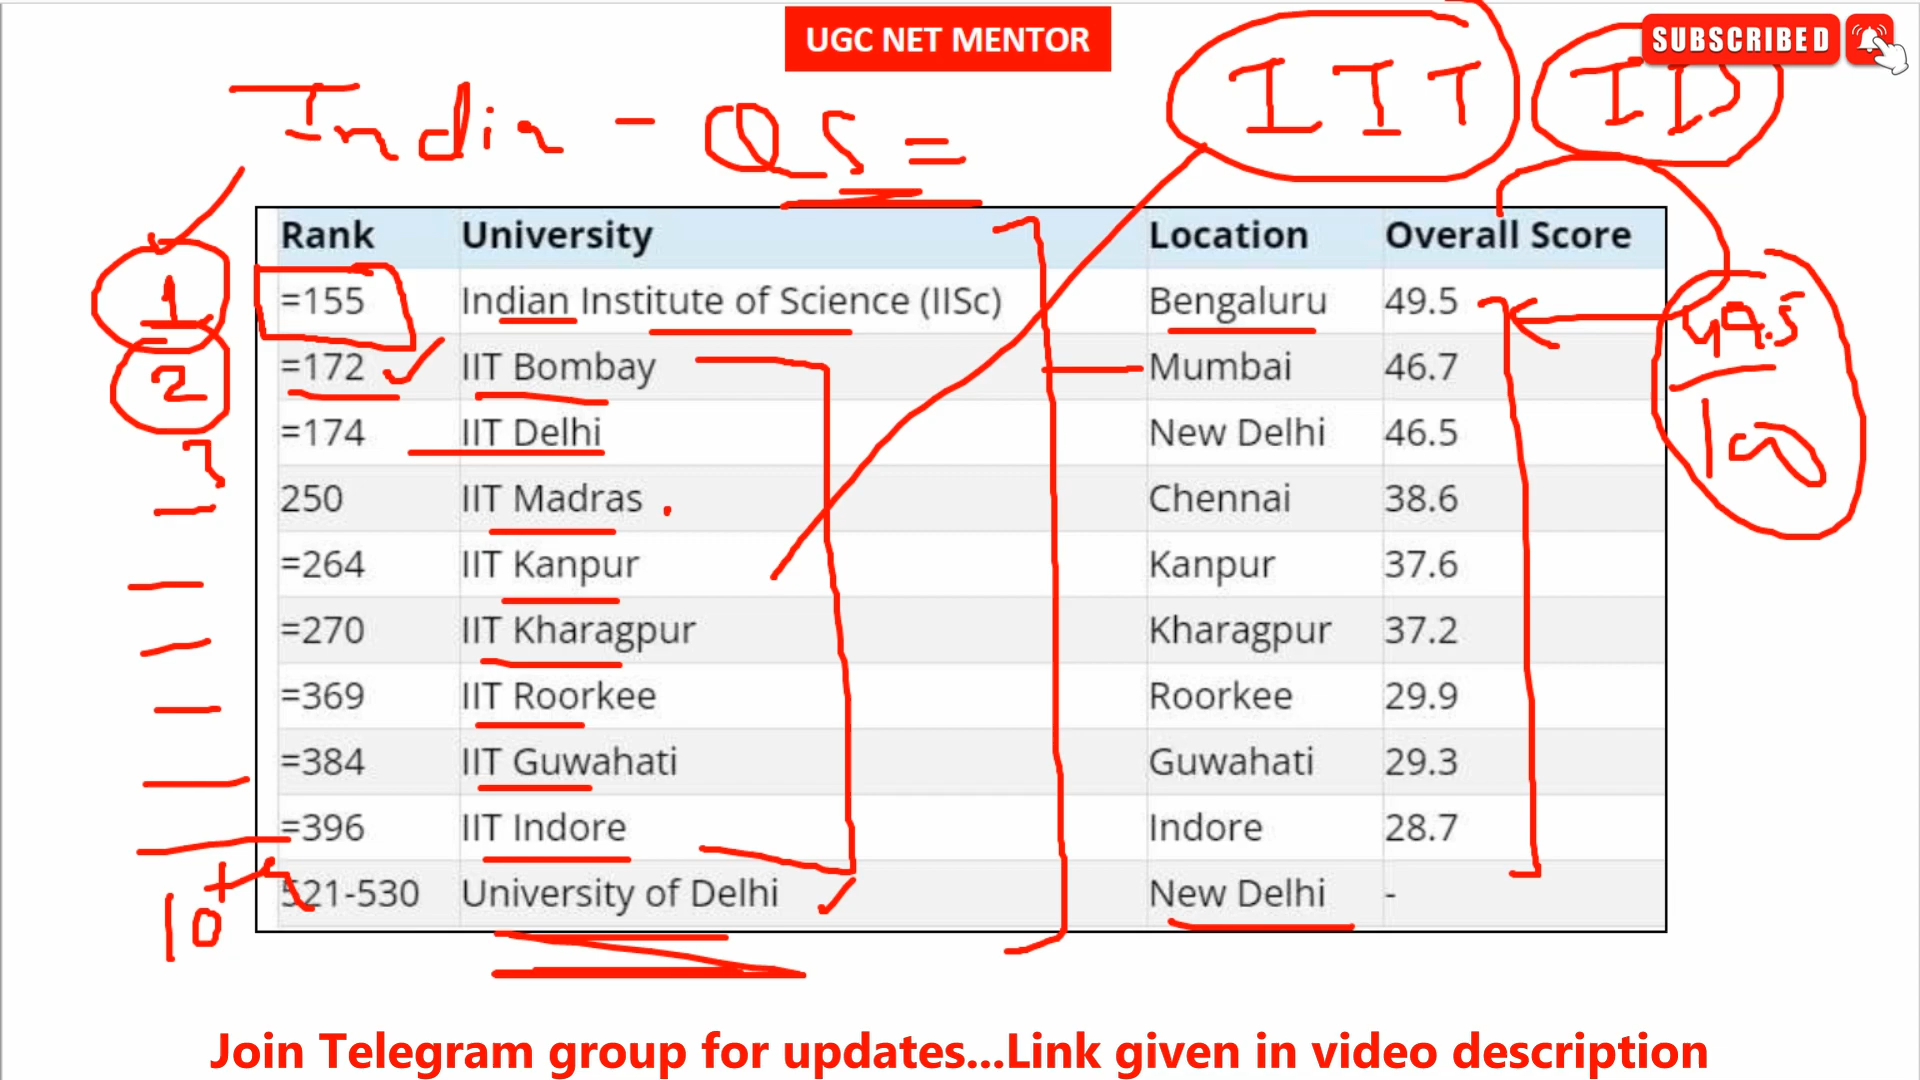 UGC NET MENTOR
SUBSCRIBED
India - QS =
IIT
Rank University Location Overall Score
1 =155 Indian Institute of Science (IISc) Bengaluru 49.5
49.5
2 =172 IIT Bombay Mumbai 46.7
100
=174 IIT Delhi New Delhi 46.5
250 IIT Madras Chennai 38.6
=264 IIT Kanpur Kanpur 37.6
=270 IIT Kharagpur Kharagpur 37.2
=369 IIT Roorkee Roorkee 29.9
=384 IIT Guwahati Guwahati 29.3
=396 IIT Indore Indore 28.7
521-530 University of Delhi New Delhi -
10
Join Telegram group for updates...Link given in video description